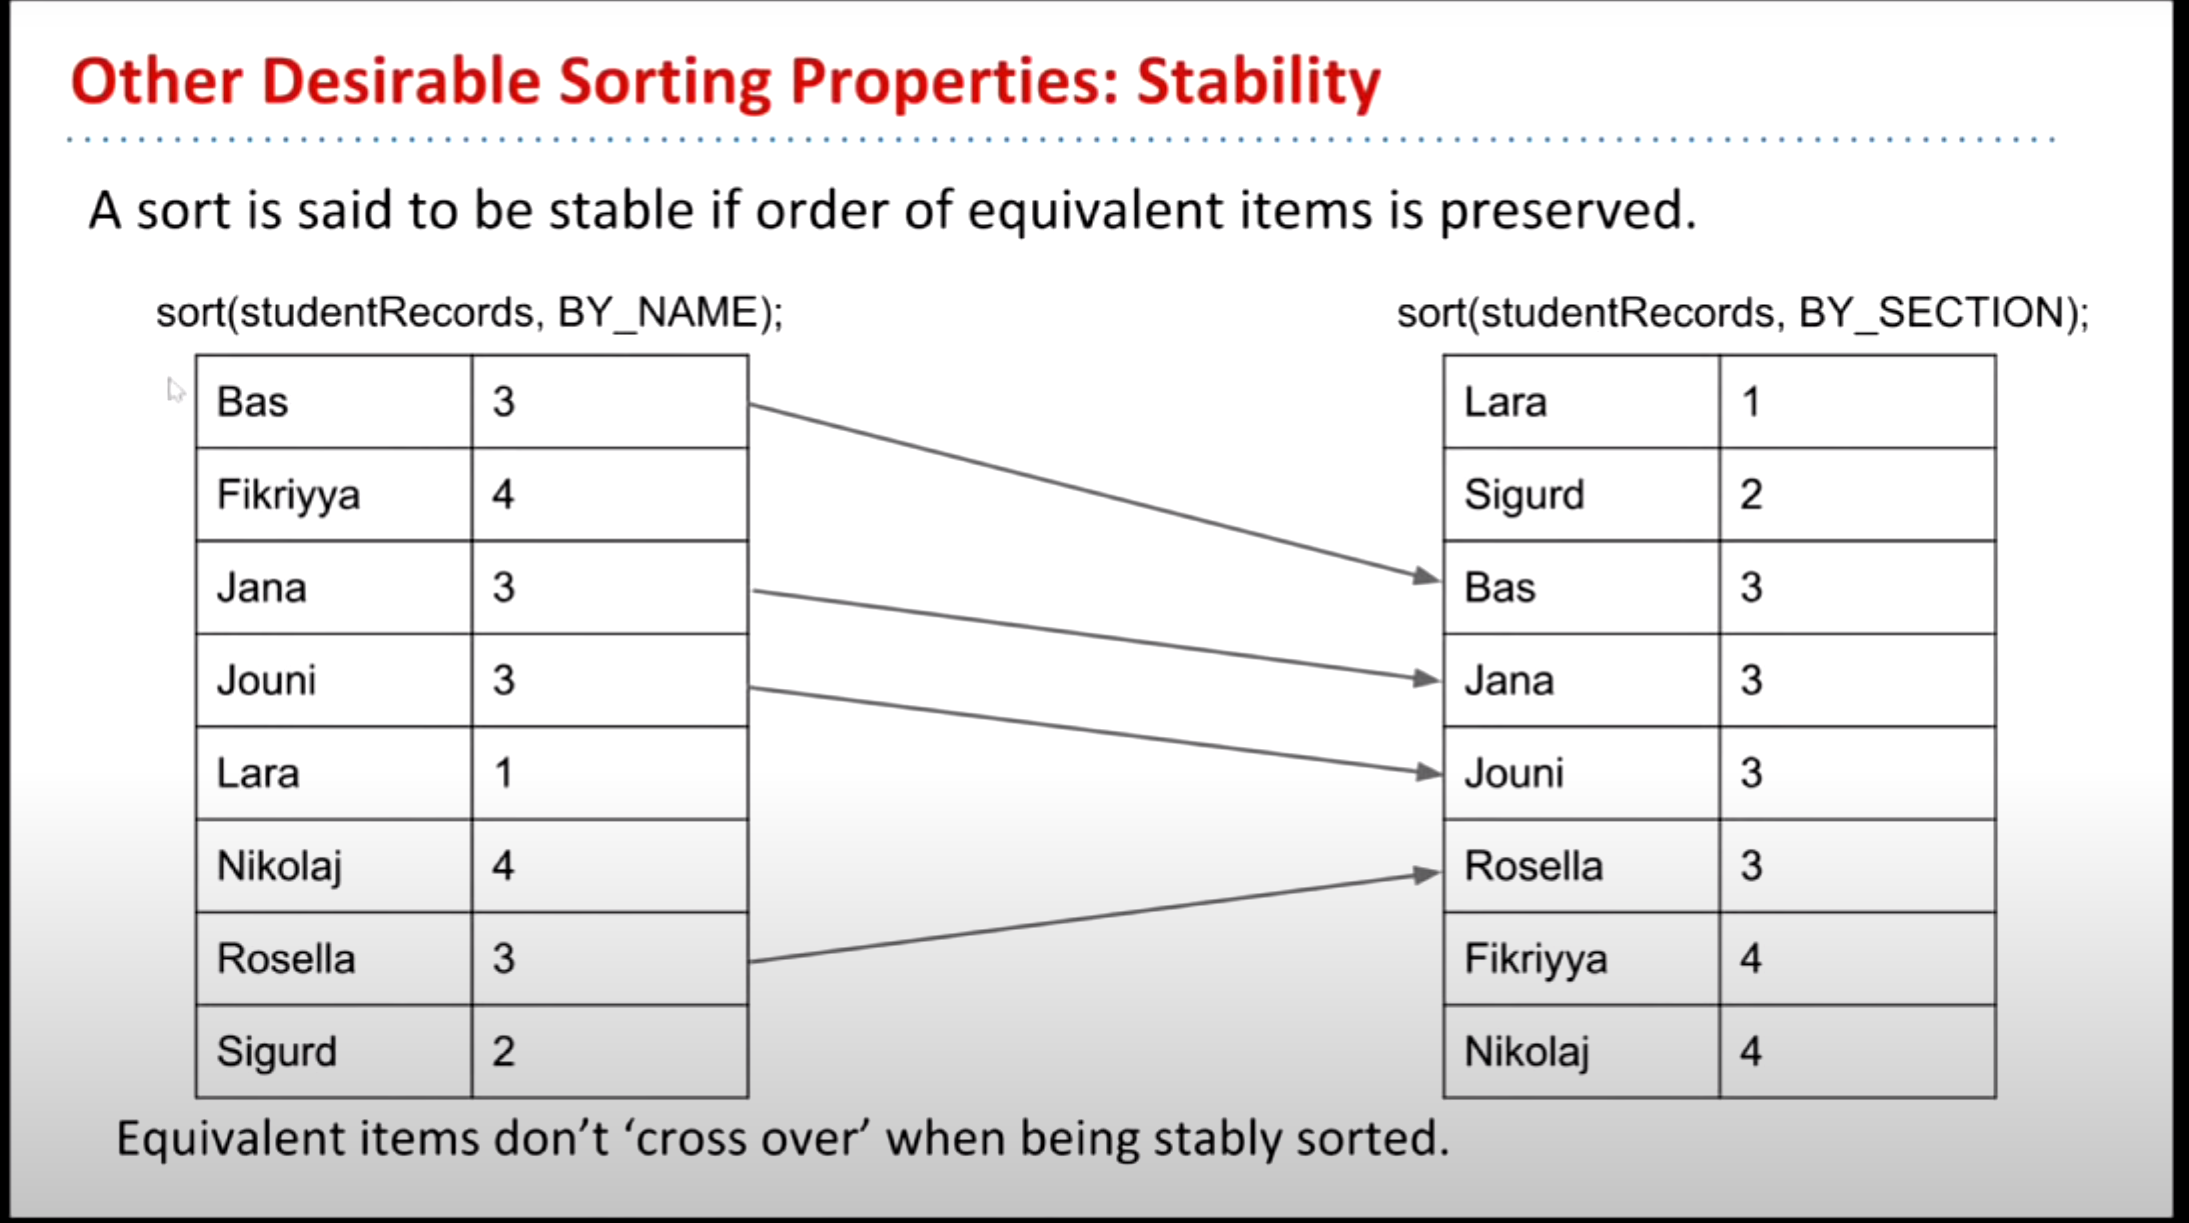 Other Desirable Sorting Properties: Stability
A sort is said to be stable if order of equivalent items is preserved.
sort(studentRecords, BY_NAME);
Bas 3
Fikriyya 4
Jana 3
Jouni 3
Lara 1
Nikolaj 4
Rosella 3
Sigurd 2
sort(studentRecords, BY_SECTION);
Lara 1
Sigurd 2
Bas 3
Jana 3
Jouni 3
Rosella 3
Fikriyya 4
Nikolaj 4
Equivalent items don’t ‘cross over’ when being stably sorted.